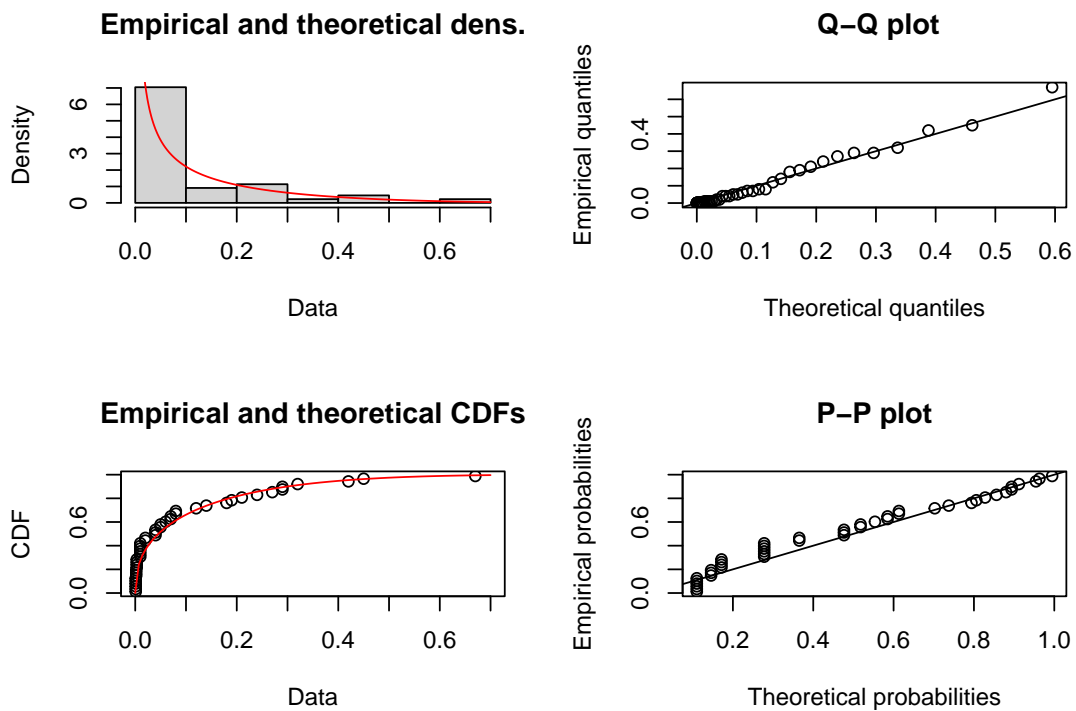 Empirical and theoretical dens.
Density
0 3 6
0.0 0.2 0.4 0.6
Data
Q−Q plot
Empirical quantiles
0.0 0.4
0.0 0.1 0.2 0.3 0.4 0.5 0.6
Theoretical quantiles
Empirical and theoretical CDFs
CDF
0.0 0.6
0.0 0.2 0.4 0.6
Data
P−P plot
Empirical probabilities
0.0 0.6
0.2 0.4 0.6 0.8 1.0
Theoretical probabilities